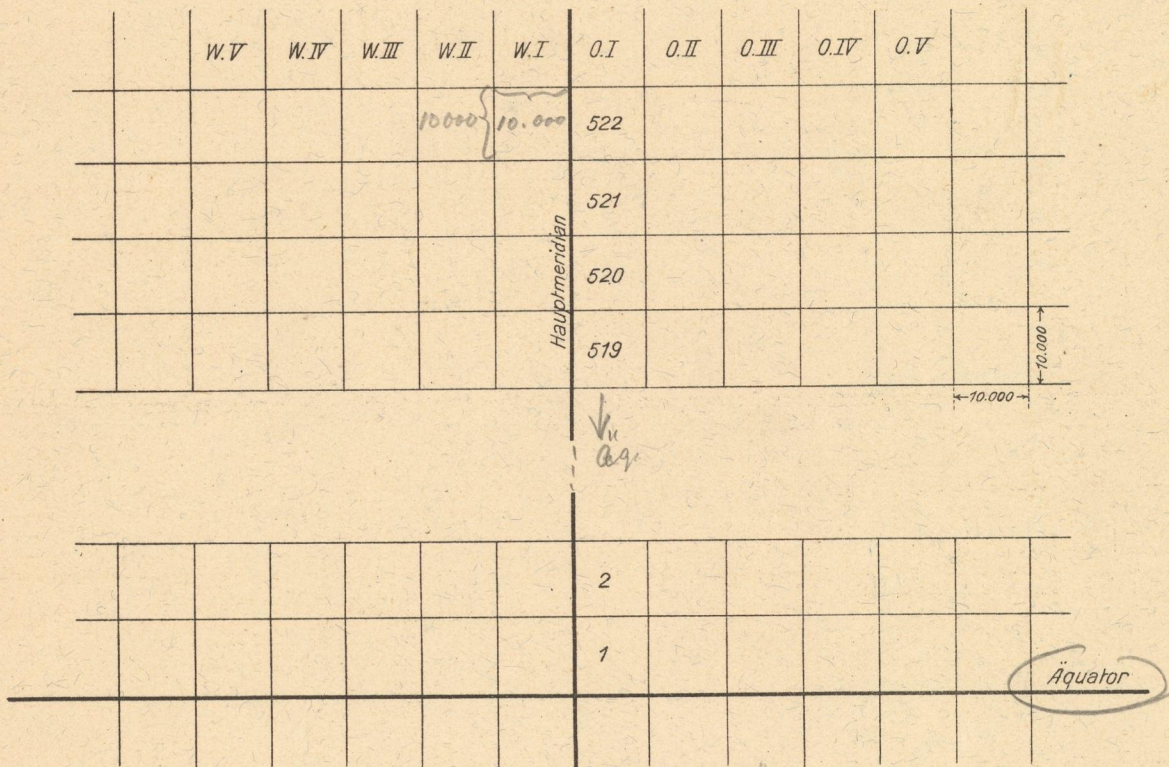 W.V W.IV W.III W.II W.I O.I O.II O.III O.IV O.V
10000 10.000 522
521
Hauptmeridian
520
519
10.000
10.000
Äq.
2
1
Äquator